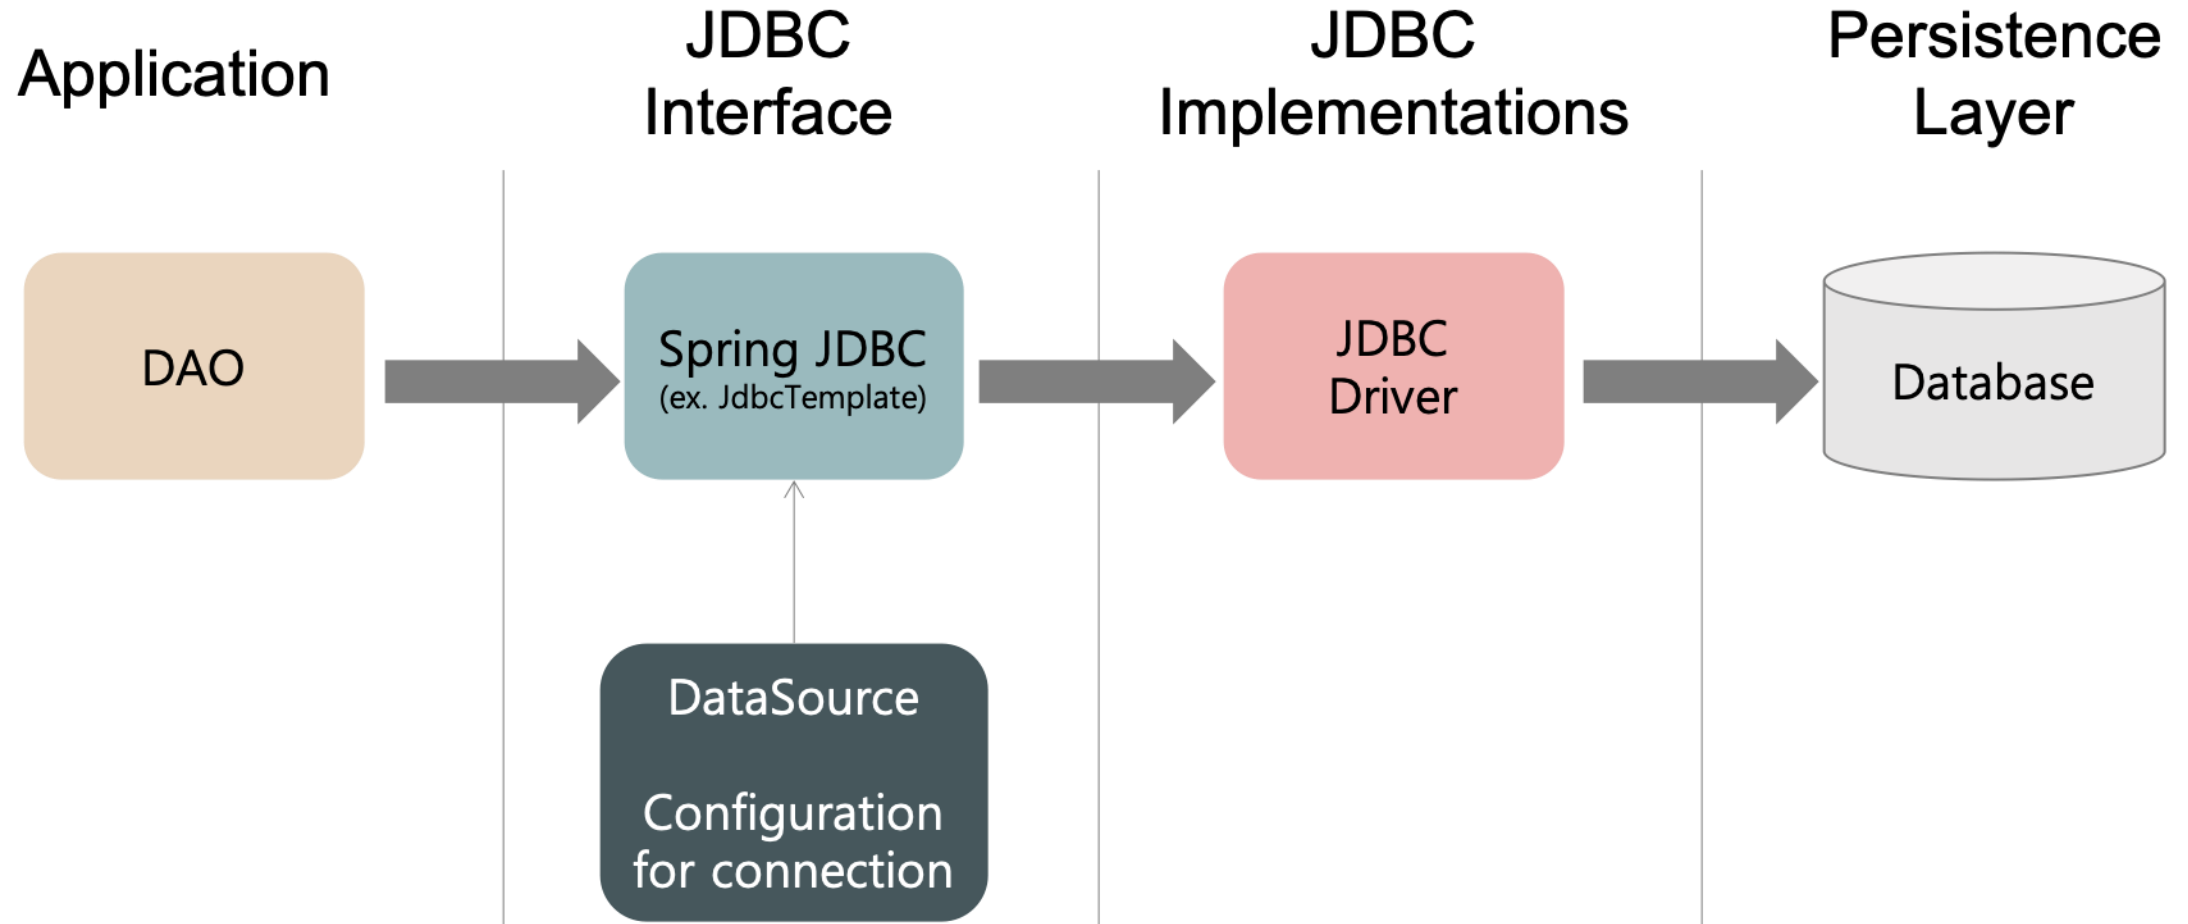 Application
JDBC
Interface
JDBC
Implementations
Persistence
Layer
DAO
Spring JDBC
(ex. JdbcTemplate)
JDBC
Driver
Database
DataSource
Configuration
for connection